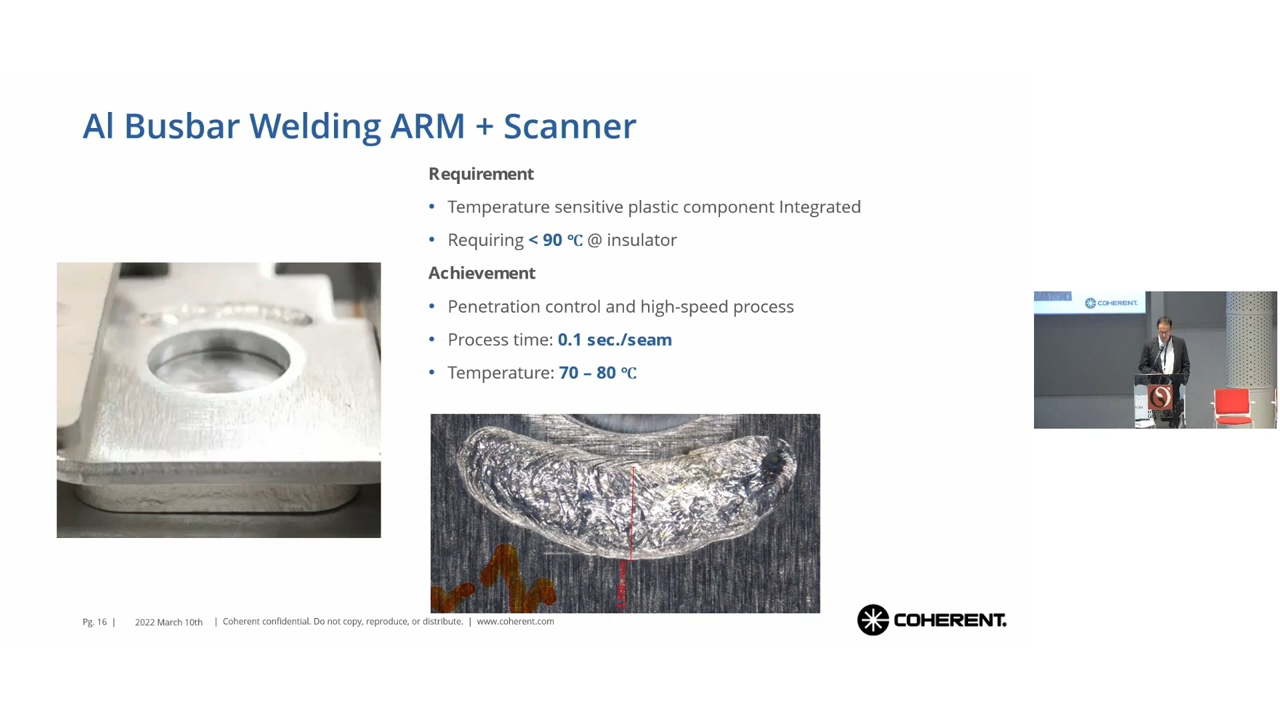 Al Busbar Welding ARM + Scanner
Requirement
• Temperature sensitive plastic component Integrated
• Requiring < 90 ℃ @ insulator
Achievement
• Penetration control and high-speed process
• Process time: 0.1 sec./seam
• Temperature: 70 – 80 ℃
Pg. 16 | 2022 March 10th | Coherent confidential. Do not copy, reproduce, or distribute. | www.coherent.com
COHERENT.
COHERENT.